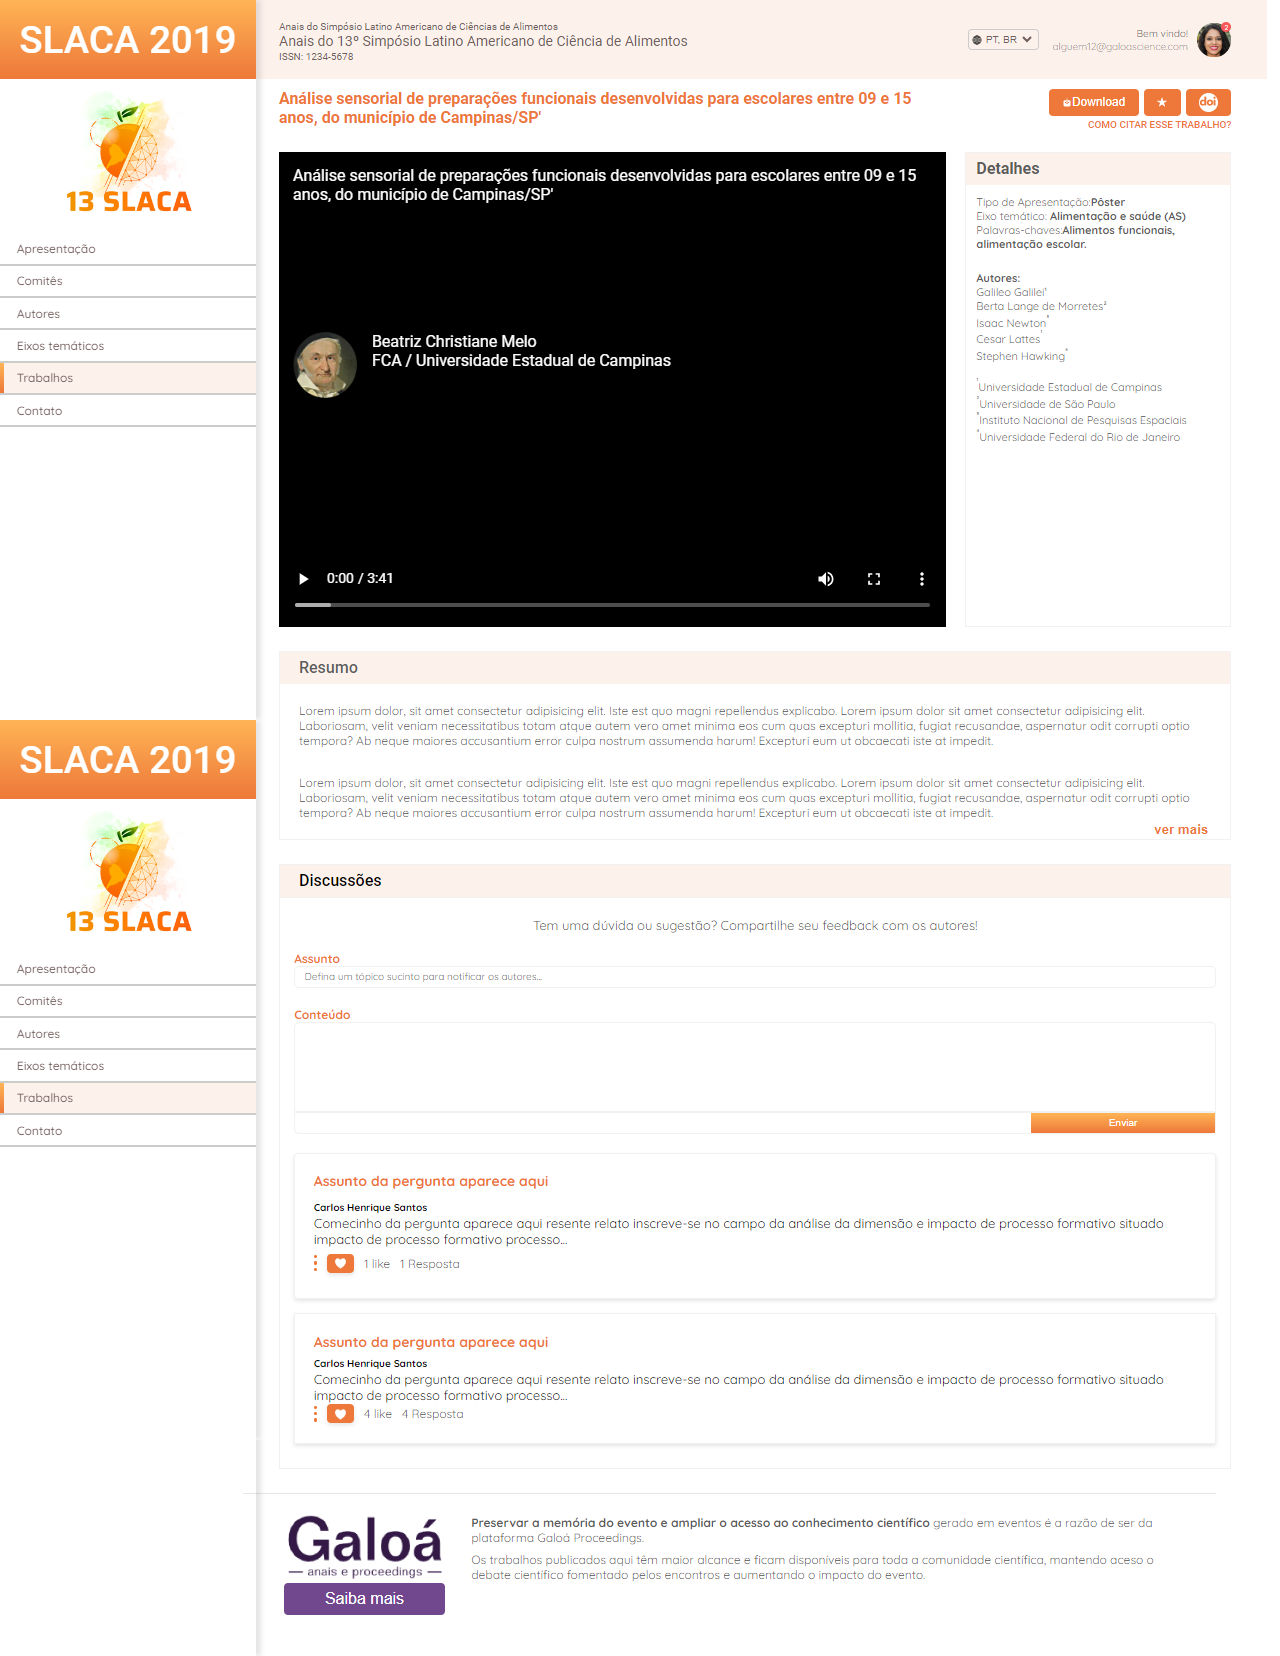 SLACA 2019
13 SLACA
Apresentação
Comitês
Autores
Eixos temáticos
Trabalhos
Contato
Anais do Simpósio Latino Americano de Ciências de Alimentos
Anais do 13º Simpósio Latino Americano de Ciência de Alimentos
ISSN: 1234-5678
PT, BR
Bem vindo!
alguem12@galoascience.com
2
Análise sensorial de preparações funcionais desenvolvidas para escolares entre 09 e 15
anos, do município de Campinas/SP'
Download
★
doi
COMO CITAR ESSE TRABALHO?
Análise sensorial de preparações funcionais desenvolvidas para escolares entre 09 e 15
anos, do município de Campinas/SP'
Beatriz Christiane Melo
FCA / Universidade Estadual de Campinas
0:00 / 3:41
Detalhes
Tipo de Apresentação:Pôster
Eixo temático: Alimentação e saúde (AS)
Palavras-chaves:Alimentos funcionais,
alimentação escolar.
Autores:
Galileo Galilei¹
Berta Lange de Morretes²
Isaac Newton³
Cesar Lattes¹
Stephen Hawking⁴
¹Universidade Estadual de Campinas
²Universidade de São Paulo
³Instituto Nacional de Pesquisas Espaciais
⁴Universidade Federal do Rio de Janeiro
Resumo
Lorem ipsum dolor, sit amet consectetur adipisicing elit. Iste est quo magni repellendus explicabo. Lorem ipsum dolor sit amet consectetur adipisicing elit.
Laboriosam, velit veniam necessitatibus totam atque autem vero amet minima eos cum quas excepturi mollitia, fugiat recusandae, aspernatur odit corrupti optio
tempora? Ab neque maiores accusantium error culpa nostrum assumenda harum! Excepturi eum ut obcaecati iste at impedit.
Lorem ipsum dolor, sit amet consectetur adipisicing elit. Iste est quo magni repellendus explicabo. Lorem ipsum dolor sit amet consectetur adipisicing elit.
Laboriosam, velit veniam necessitatibus totam atque autem vero amet minima eos cum quas excepturi mollitia, fugiat recusandae, aspernatur odit corrupti optio
tempora? Ab neque maiores accusantium error culpa nostrum assumenda harum! Excepturi eum ut obcaecati iste at impedit.
ver mais
SLACA 2019
13 SLACA
Apresentação
Comitês
Autores
Eixos temáticos
Trabalhos
Contato
Discussões
Tem uma dúvida ou sugestão? Compartilhe seu feedback com os autores!
Assunto
Defina um tópico sucinto para notificar os autores...
Conteúdo
Enviar
Assunto da pergunta aparece aqui
Carlos Henrique Santos
Comecinho da pergunta aparece aqui resente relato inscreve-se no campo da análise da dimensão e impacto de processo formativo situado
impacto de processo formativo processo...
1 like 1 Resposta
Assunto da pergunta aparece aqui
Carlos Henrique Santos
Comecinho da pergunta aparece aqui resente relato inscreve-se no campo da análise da dimensão e impacto de processo formativo situado
impacto de processo formativo processo...
4 like 4 Resposta
Galoá
anais e proceedings
Saiba mais
Preservar a memória do evento e ampliar o acesso ao conhecimento científico gerado em eventos é a razão de ser da
plataforma Galoá Proceedings.
Os trabalhos publicados aqui têm maior alcance e ficam disponíveis para toda a comunidade científica, mantendo aceso o
debate científico fomentado pelos encontros e aumentando o impacto do evento.